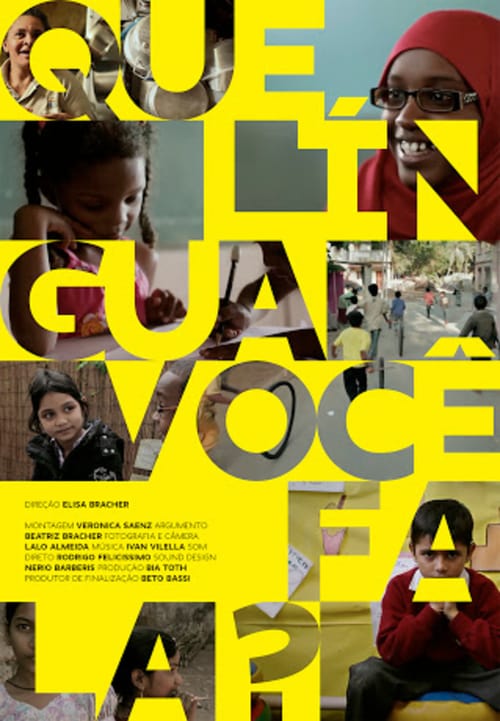 QUE
LÍN
GUA
VOCÊ
FA
LA?
DIREÇÃO ELISA BRACHER
MONTAGEM VERONICA SAENZ ARGUMENTO
BEATRIZ BRACHER FOTOGRAFIA E CÂMERA
LALO ALMEIDA MÚSICA IVAN VILELLA SOM
DIRETO RODRIGO FELICISSIMO SOUND DESIGN
NERIO BARBERIS PRODUÇÃO BIA TOTH
PRODUTOR DE FINALIZAÇÃO BETO BASSI